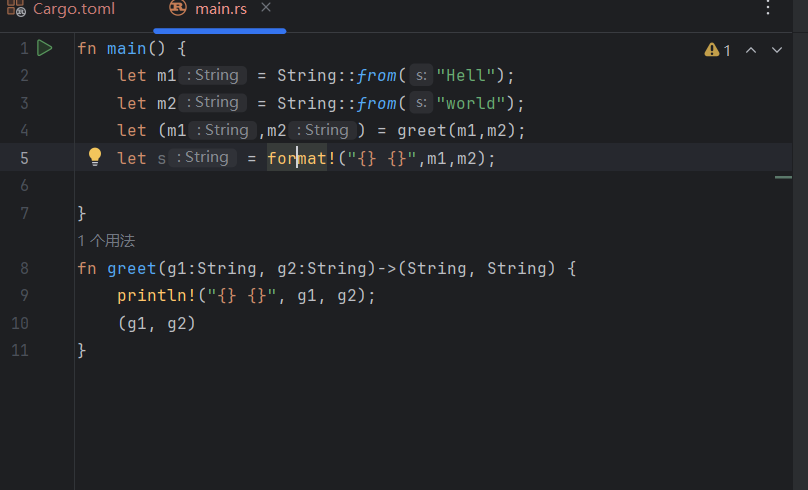 Cargo.toml main.rs
1 fn main() { 1
2 let m1 : String = String::from( s: "Hell");
3 let m2 : String = String::from( s: "world");
4 let (m1 : String ,m2 : String ) = greet(m1,m2);
5 let s : String = format!("{} {}",m1,m2);
6
7 }
1 个用法
8 fn greet(g1:String, g2:String)->(String, String) {
9 println!("{} {}", g1, g2);
10 (g1, g2)
11 }